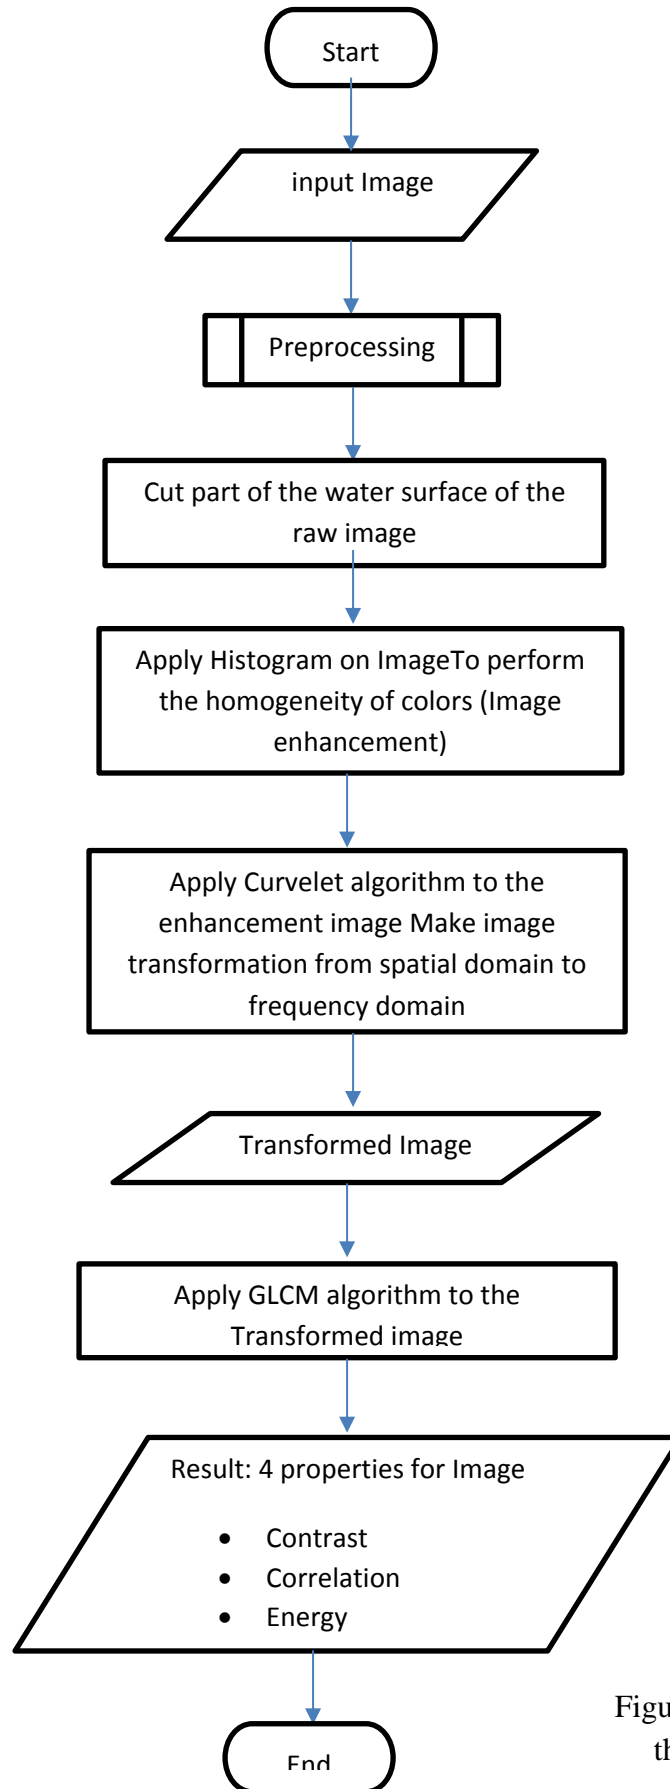 Start
input Image
Preprocessing
Cut part of the water surface of the
raw image
Apply Histogram on ImageTo perform
the homogeneity of colors (Image
enhancement)
Apply Curvelet algorithm to the
enhancement image Make image
transformation from spatial domain to
frequency domain
Transformed Image
Apply GLCM algorithm to the
Transformed image
Result: 4 properties for Image
• Contrast
• Correlation
• Energy
End